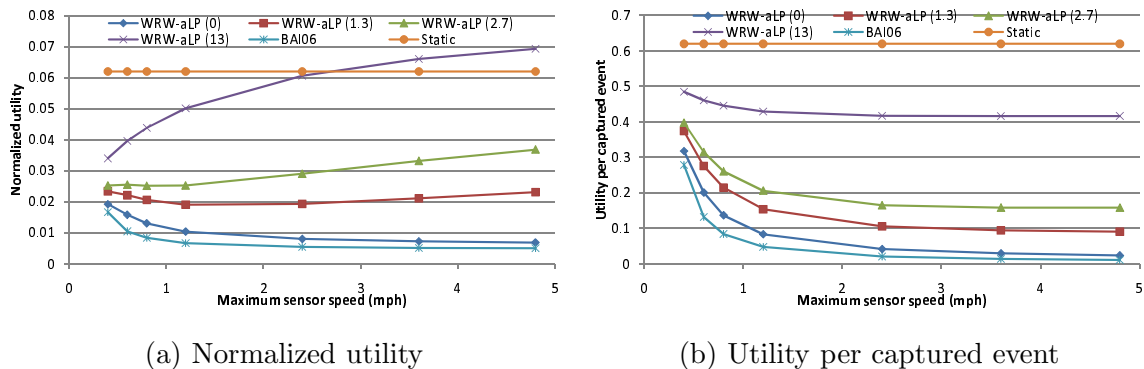 WRW-aLP (0) WRW-aLP (1.3) WRW-aLP (2.7)
WRW-aLP (13) BAI06 Static
0.08
0.07
0.06
0.05
0.04
0.03
0.02
0.01
0
Normalized utility
0 1 2 3 4 5
Maximum sensor speed (mph)
(a) Normalized utility
WRW-aLP (0) WRW-aLP (1.3) WRW-aLP (2.7)
WRW-aLP (13) BAI06 Static
0.7
0.6
0.5
0.4
0.3
0.2
0.1
0
Utility per captured event
0 1 2 3 4 5
Maximum sensor speed (mph)
(b) Utility per captured event